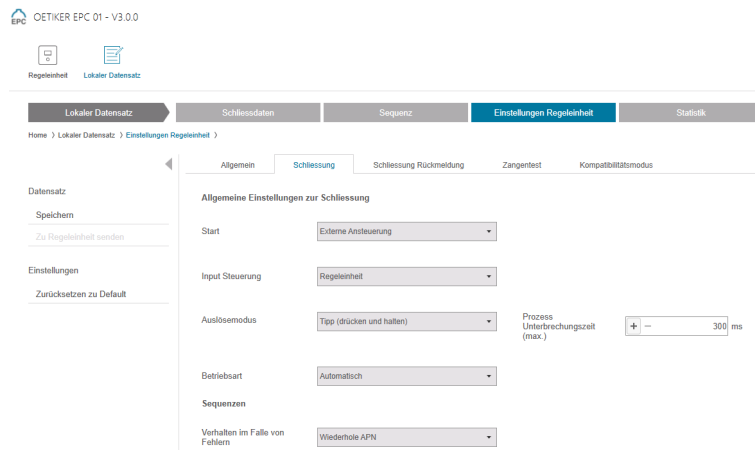 EPC OETIKER EPC 01 - V3.0.0
Regeleinheit Lokaler Datensatz
Lokaler Datensatz Schliessdaten Sequenz Einstellungen Regeleinheit Statistik
Home > Lokaler Datensatz > Einstellungen Regeleinheit >
Allgemein Schliessung Schliessung Rückmeldung Zangentest Kompatibilitätsmodus
Datensatz
Speichern
Zu Regeleinheit senden
Einstellungen
Zurücksetzen zu Default
Allgemeine Einstellungen zur Schliessung
Start Externe Ansteuerung
Input Steuerung Regeleinheit
Auslösemodus Tipp (drücken und halten)
Prozess
Unterbrechungszeit
(max.)
+ − 300 ms
Betriebsart Automatisch
Sequenzen
Verhalten im Falle von
Fehlern
Wiederhole APN